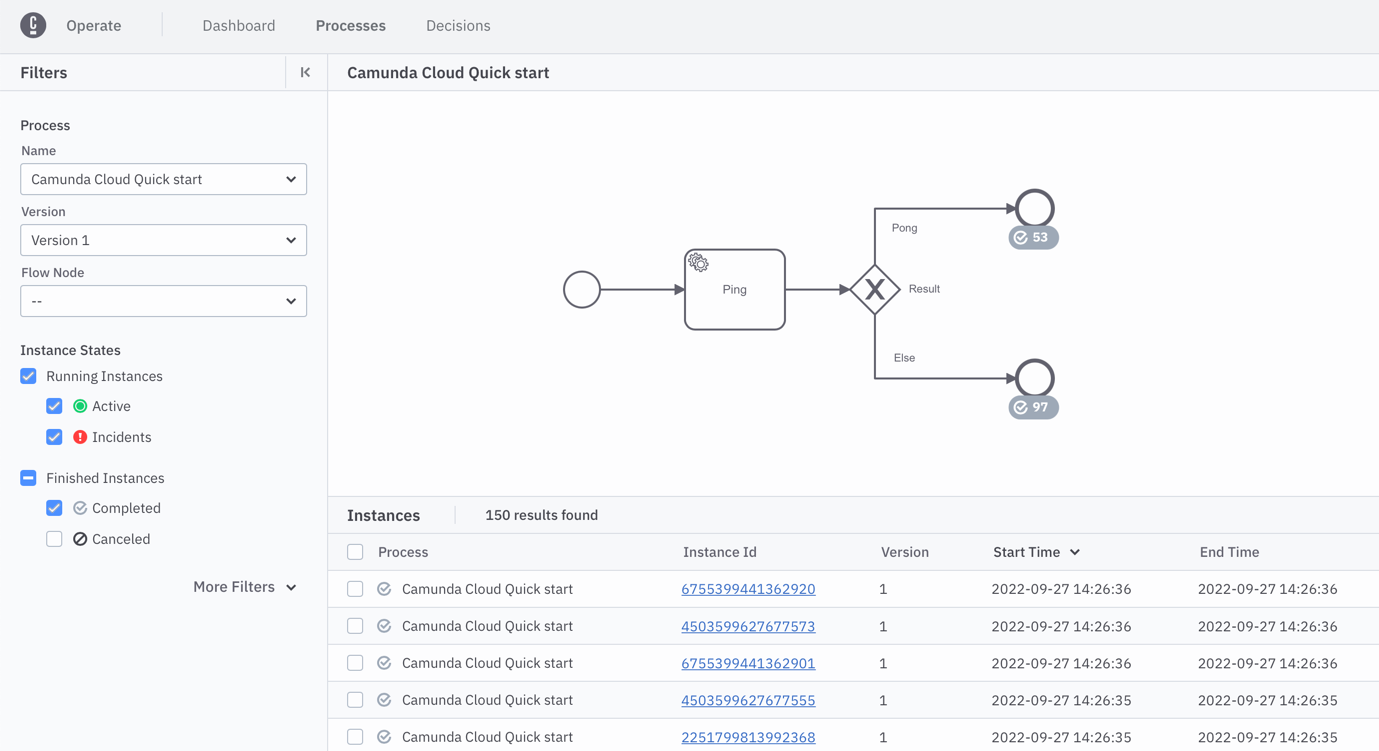 Operate Dashboard Processes Decisions
Filters
Camunda Cloud Quick start
Process
Name
Camunda Cloud Quick start
Version
Version 1
Flow Node
--
Instance States
Running Instances
Active
Incidents
Finished Instances
Completed
Canceled
More Filters
Pong
53
Ping
X
Result
Else
97
Instances 150 results found
Process Instance Id Version Start Time End Time
Camunda Cloud Quick start 6755399441362920 1 2022-09-27 14:26:36 2022-09-27 14:26:36
Camunda Cloud Quick start 4503599627677573 1 2022-09-27 14:26:36 2022-09-27 14:26:36
Camunda Cloud Quick start 6755399441362901 1 2022-09-27 14:26:36 2022-09-27 14:26:36
Camunda Cloud Quick start 4503599627677555 1 2022-09-27 14:26:35 2022-09-27 14:26:35
Camunda Cloud Quick start 2251799813992368 1 2022-09-27 14:26:35 2022-09-27 14:26:35